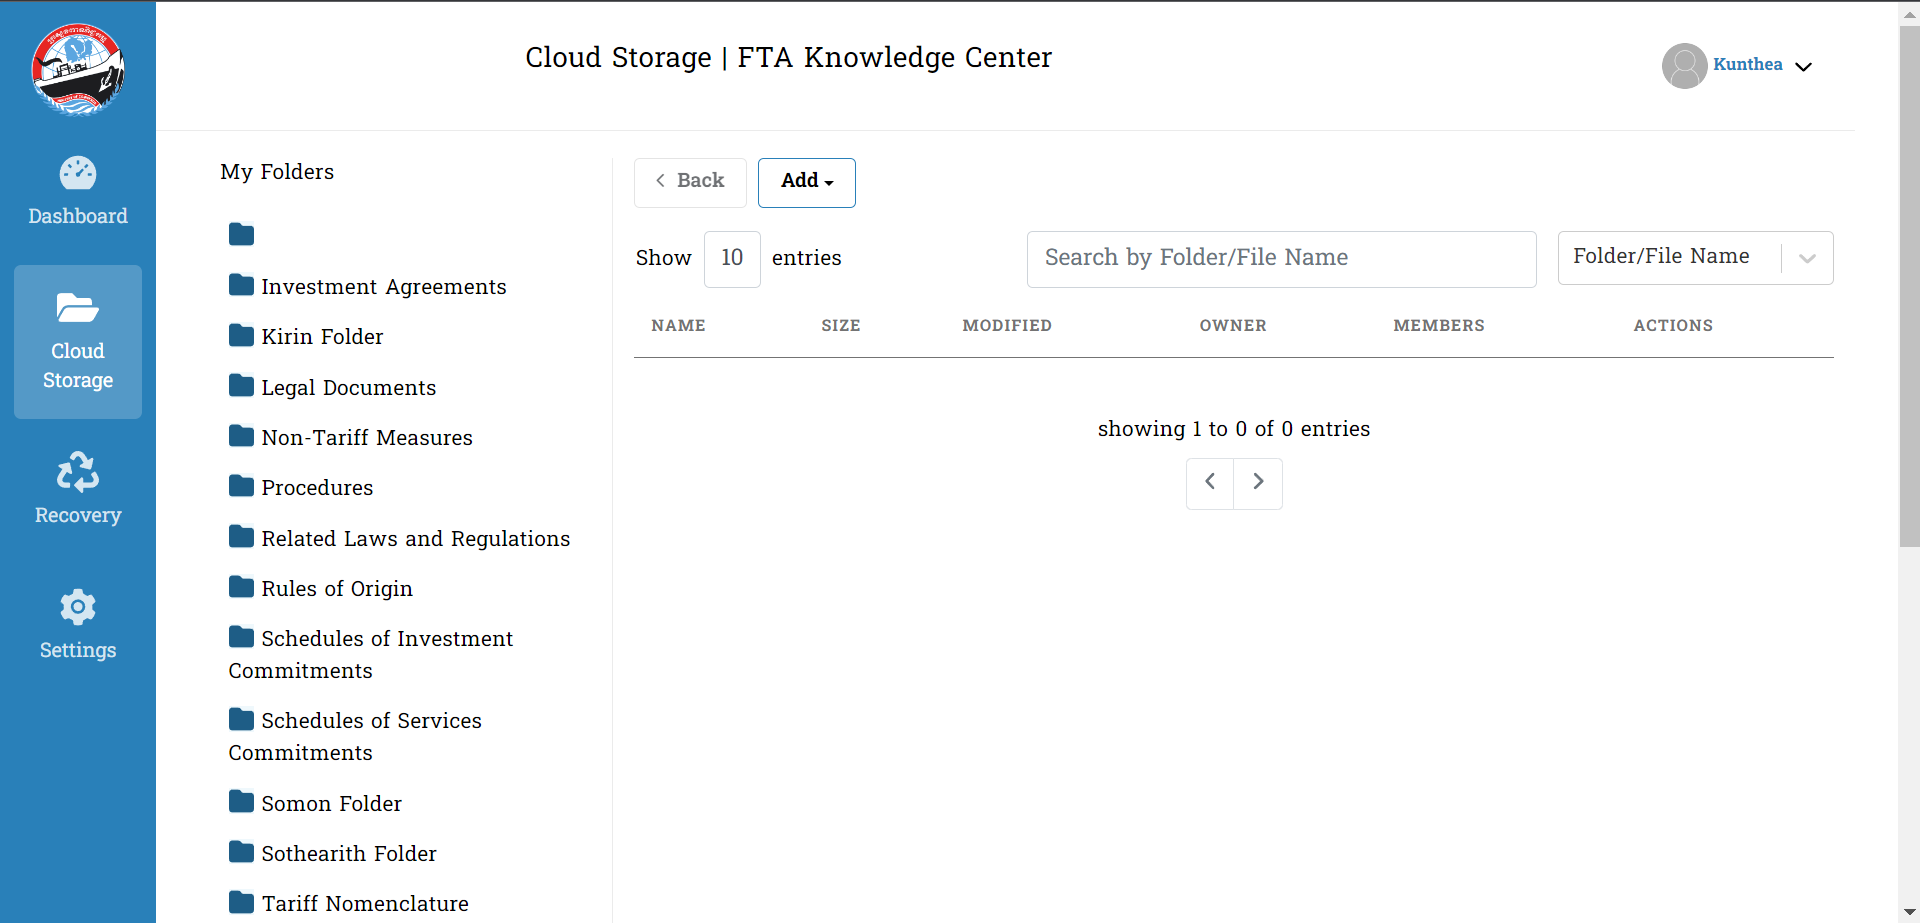 Cloud Storage | FTA Knowledge Center
Kunthea
Dashboard
Cloud
Storage
Recovery
Settings
My Folders
Investment Agreements
Kirin Folder
Legal Documents
Non-Tariff Measures
Procedures
Related Laws and Regulations
Rules of Origin
Schedules of Investment
Commitments
Schedules of Services
Commitments
Somon Folder
Sothearith Folder
Tariff Nomenclature
Back Add
Show 10 entries Search by Folder/File Name Folder/File Name
NAME SIZE MODIFIED OWNER MEMBERS ACTIONS
showing 1 to 0 of 0 entries